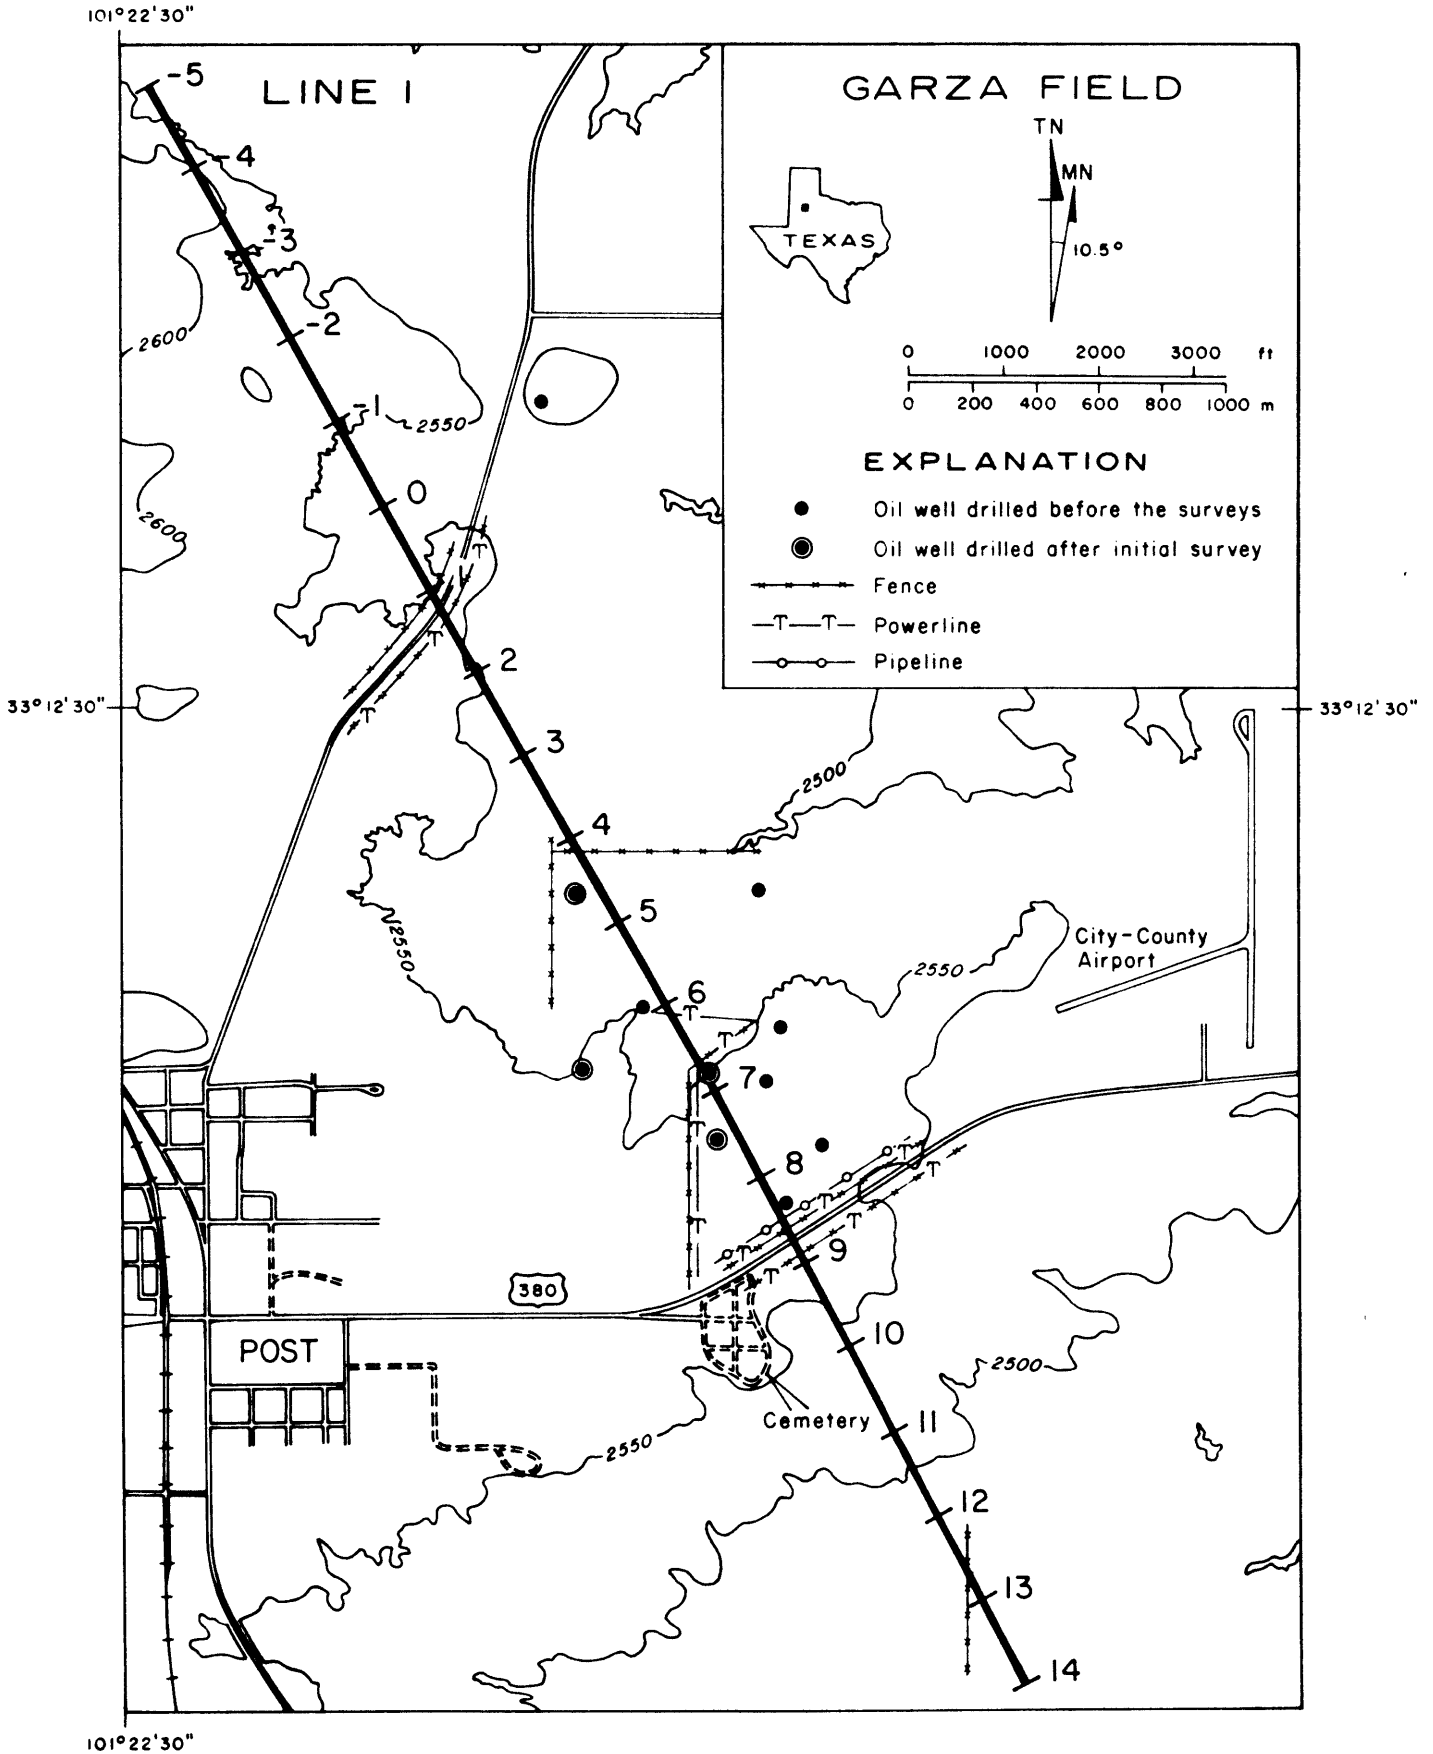 101°22'30"
LINE 1
GARZA FIELD
TN
MN
10.5°
TEXAS
0 1000 2000 3000 ft
0 200 400 600 800 1000 m
EXPLANATION
Oil well drilled before the surveys
Oil well drilled after initial survey
Fence
T T Powerline
Pipeline
-5
-4
-3
-2
2600
-1
2550
0
2600
T
T
2
T
33°12'30"
33°12'30"
3
2500
4
5
2550
City-County
Airport
2550
6
T
T
7
T
8
T
T
T
T
T
9
T
T
380
10
POST
2500
Cemetery
11
2550
12
13
14
101°22'30"